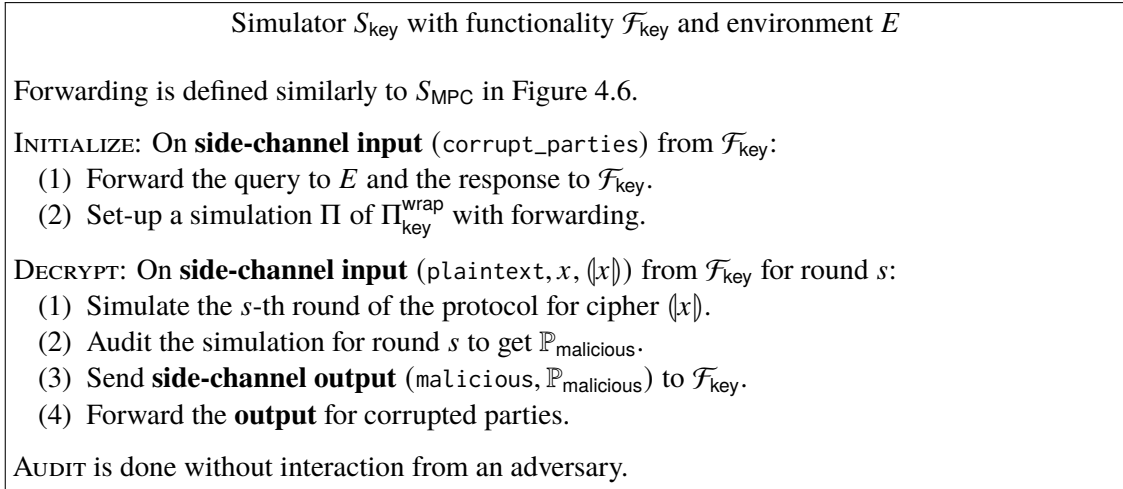 Simulator S_key with functionality ℱ_key and environment E
Forwarding is defined similarly to S_MPC in Figure 4.6.
Initialize: On side-channel input (corrupt_parties) from ℱ_key:
(1) Forward the query to E and the response to ℱ_key.
(2) Set-up a simulation Π of Π_key^wrap with forwarding.
Decrypt: On side-channel input (plaintext, x, ⦇x⦈) from ℱ_key for round s:
(1) Simulate the s-th round of the protocol for cipher ⦇x⦈.
(2) Audit the simulation for round s to get ℙ_malicious.
(3) Send side-channel output (malicious, ℙ_malicious) to ℱ_key.
(4) Forward the output for corrupted parties.
Audit is done without interaction from an adversary.